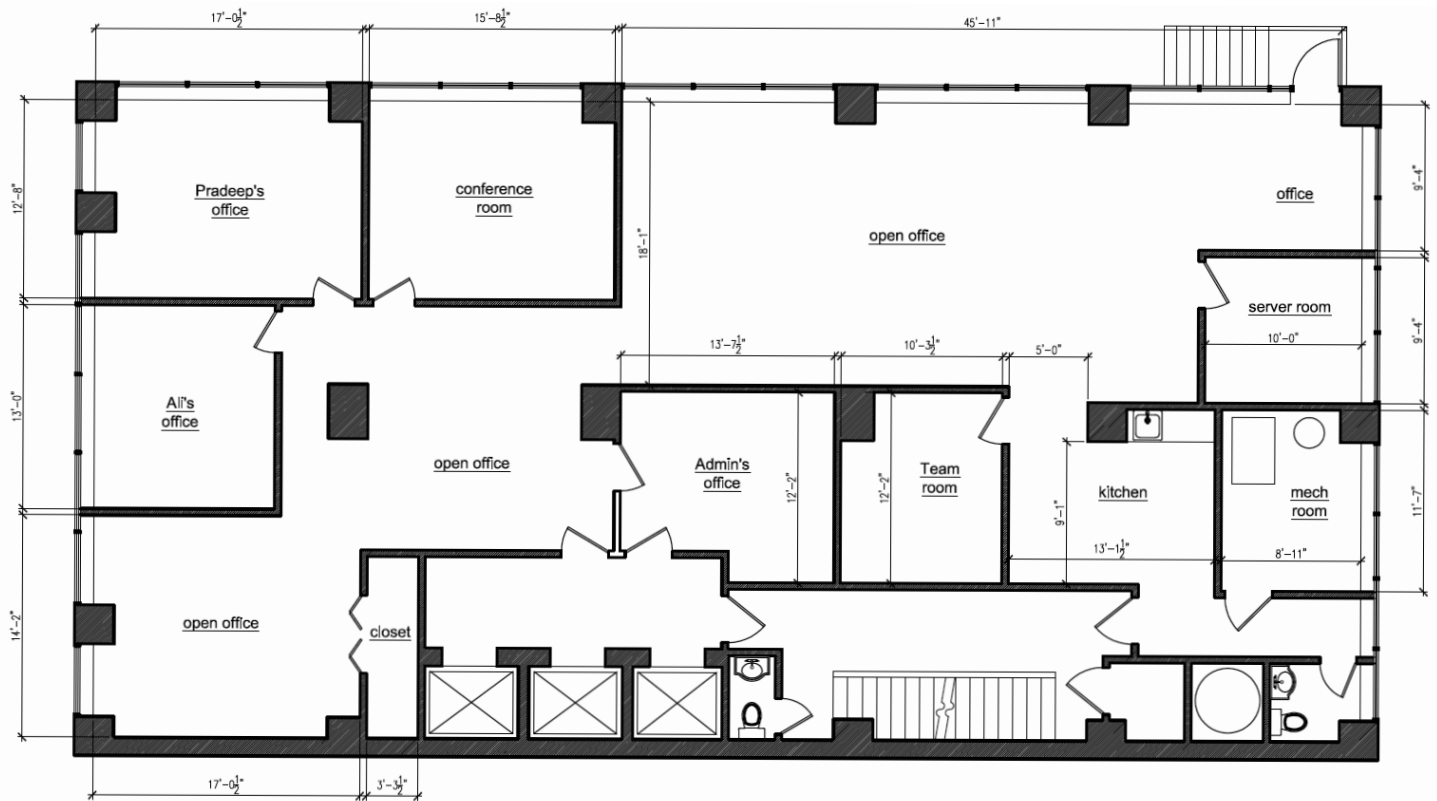 17'-0½"
15'-8½"
45'-11"
12'-8"
Pradeep's
office
conference
room
18'-1"
open office
office
9'-4"
server room
10'-0"
9'-4"
13'-7½"
10'-3½"
5'-0"
13'-0"
Ali's
office
open office
Admin's
office
12'-2"
12'-2"
Team
room
kitchen
9'-1"
13'-1½"
mech
room
8'-11"
11'-7"
14'-2"
open office
closet
17'-0½"
3'-3½"